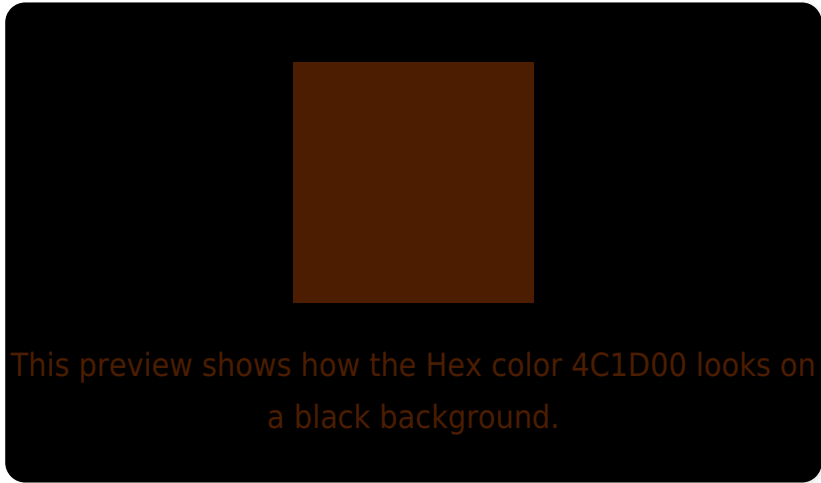 This preview shows how the Hex color 4C1D00 looks on
a black background.